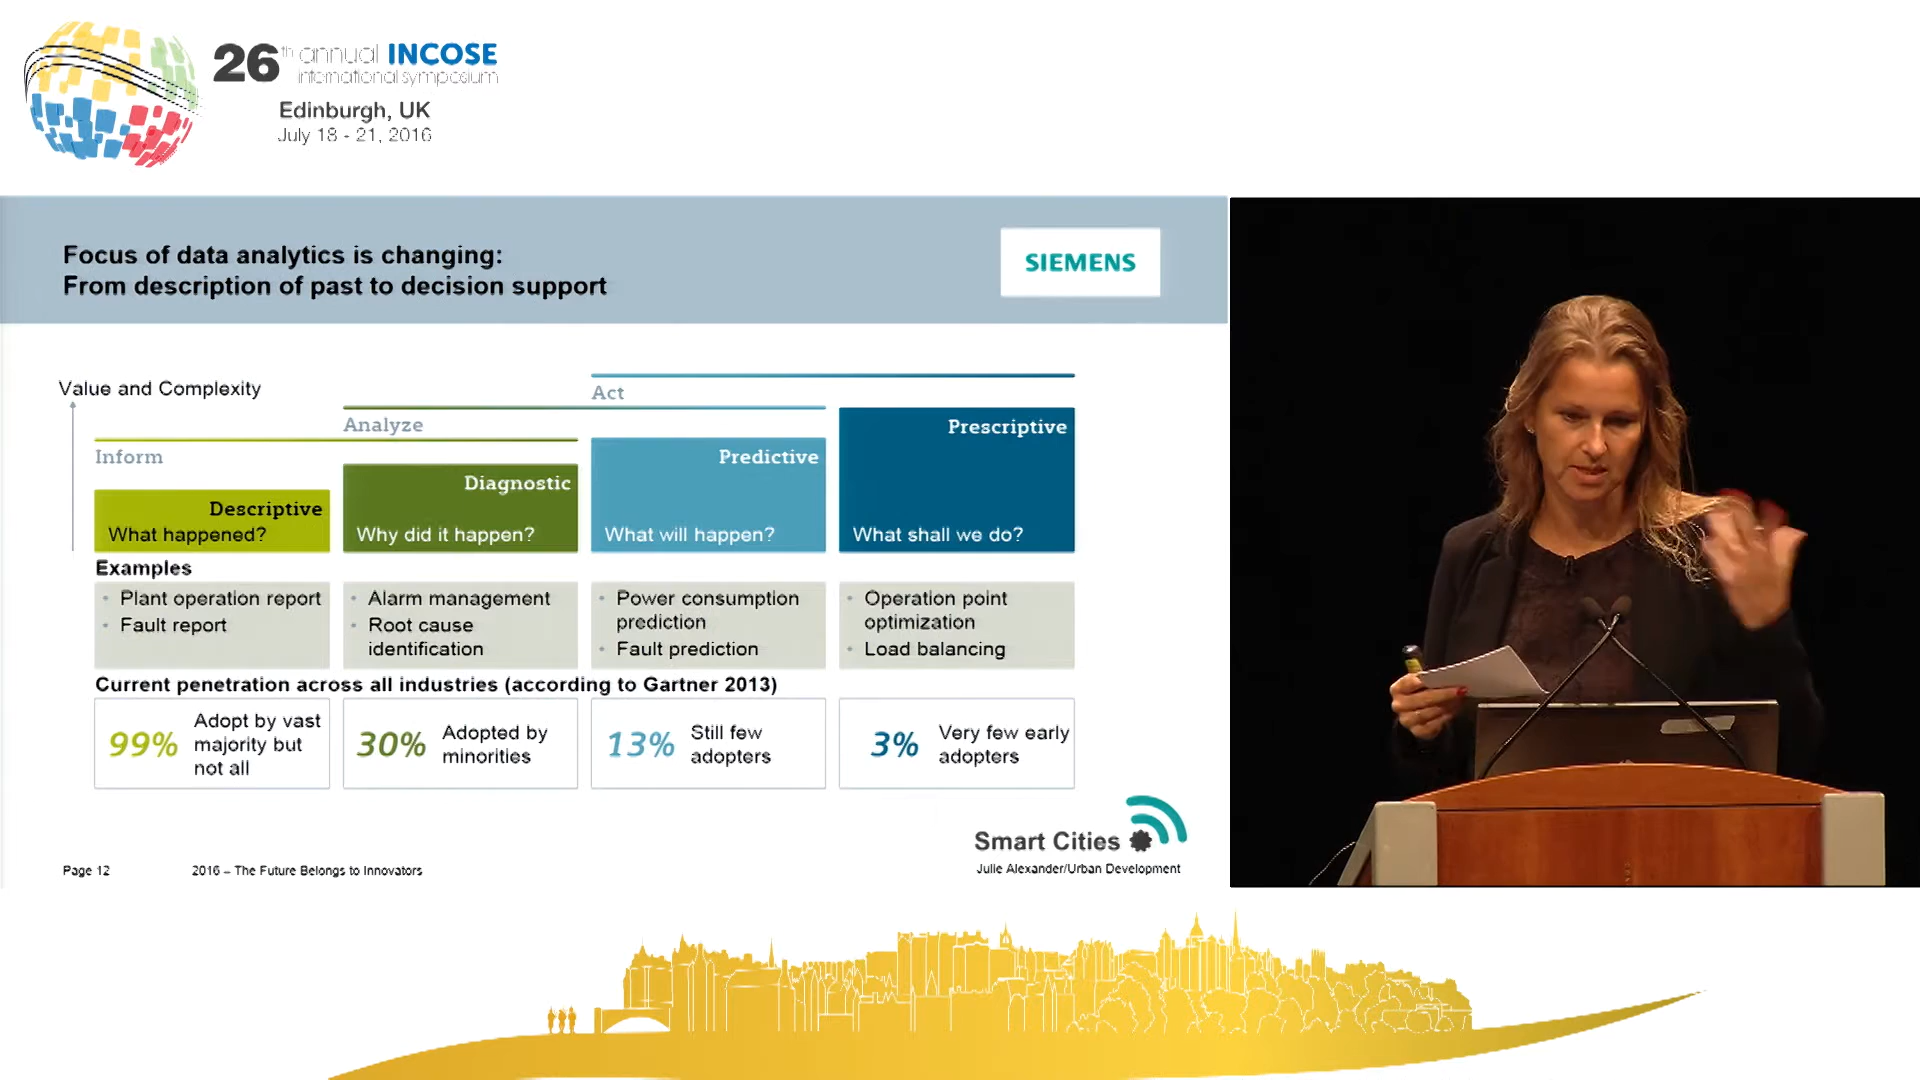 26th annual INCOSE
international symposium
Edinburgh, UK
July 18 - 21, 2016
Focus of data analytics is changing:
From description of past to decision support
SIEMENS
Value and Complexity
Act
Analyze
Inform
Prescriptive
Predictive
Diagnostic
Descriptive
What happened?
Why did it happen?
What will happen?
What shall we do?
Examples
• Plant operation report
• Fault report
• Alarm management
• Root cause
identification
• Power consumption
prediction
• Fault prediction
• Operation point
optimization
• Load balancing
Current penetration across all industries (according to Gartner 2013)
99%
Adopt by vast
majority but
not all
30%
Adopted by
minorities
13%
Still few
adopters
3%
Very few early
adopters
Smart Cities
Julie Alexander/Urban Development
Page 12
2016 – The Future Belongs to Innovators